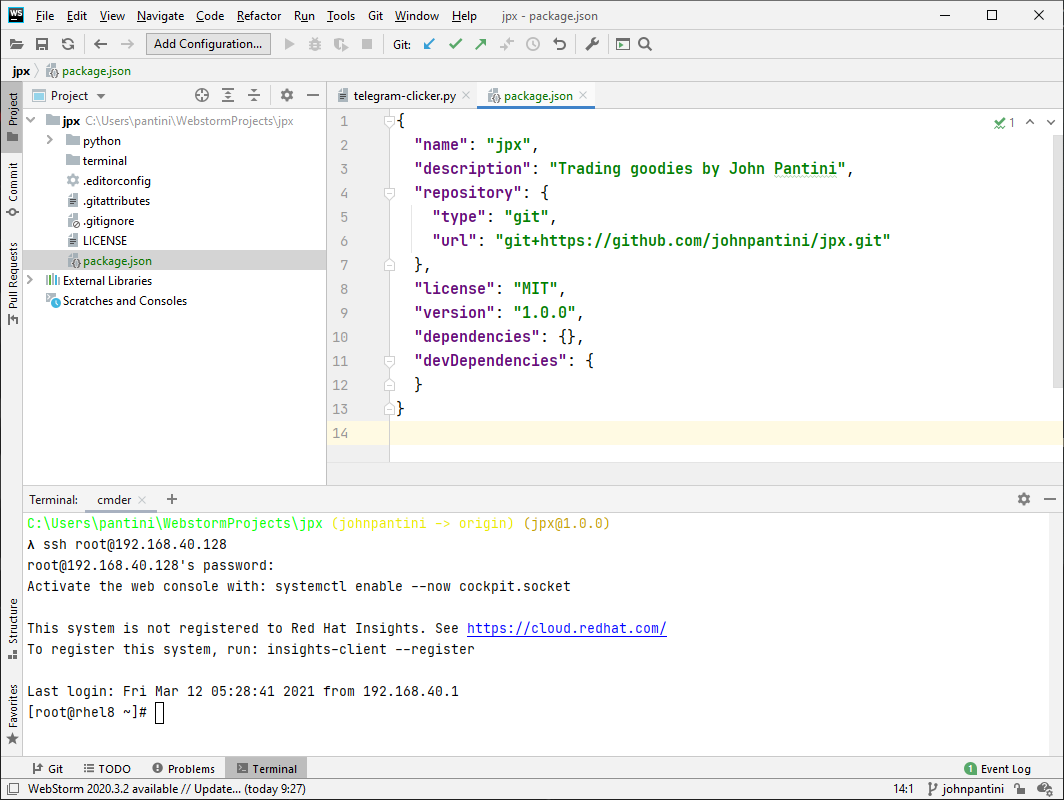 WS File Edit View Navigate Code Refactor Run Tools Git Window Help jpx - package.json
Add Configuration... Git:
jpx package.json
Project
telegram-clicker.py package.json
Project
Commit
Pull Requests
Structure
Favorites
jpx C:\Users\pantini\WebstormProjects\jpx
python
terminal
.editorconfig
.gitattributes
.gitignore
LICENSE
package.json
External Libraries
Scratches and Consoles
1 {
2 "name": "jpx",
3 "description": "Trading goodies by John Pantini",
4 "repository": {
5 "type": "git",
6 "url": "git+https://github.com/johnpantini/jpx.git"
7 },
8 "license": "MIT",
9 "version": "1.0.0",
10 "dependencies": {},
11 "devDependencies": {
12 }
13 }
14
1
Terminal: cmder
C:\Users\pantini\WebstormProjects\jpx (johnpantini -> origin) (jpx@1.0.0)
λ ssh root@192.168.40.128
root@192.168.40.128's password:
Activate the web console with: systemctl enable --now cockpit.socket
This system is not registered to Red Hat Insights. See https://cloud.redhat.com/
To register this system, run: insights-client --register
Last login: Fri Mar 12 05:28:41 2021 from 192.168.40.1
[root@rhel8 ~]#
Git TODO Problems Terminal 1 Event Log
WebStorm 2020.3.2 available // Update... (today 9:27) 14:1 johnpantini